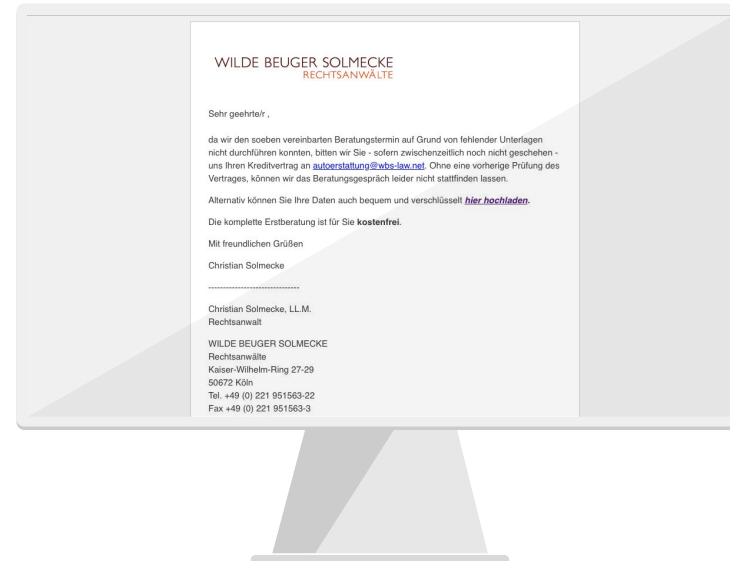 WILDE BEUGER SOLMECKE
RECHTSANWÄLTE
Sehr geehrte/r ,
da wir den soeben vereinbarten Beratungstermin auf Grund von fehlender Unterlagen
nicht durchführen konnten, bitten wir Sie - sofern zwischenzeitlich noch nicht geschehen -
uns Ihren Kreditvertrag an autoerstattung@wbs-law.net. Ohne eine vorherige Prüfung des
Vertrages, können wir das Beratungsgespräch leider nicht stattfinden lassen.
Alternativ können Sie Ihre Daten auch bequem und verschlüsselt hier hochladen.
Die komplette Erstberatung ist für Sie kostenfrei.
Mit freundlichen Grüßen
Christian Solmecke
------------------------------
Christian Solmecke, LL.M.
Rechtsanwalt
WILDE BEUGER SOLMECKE
Rechtsanwälte
Kaiser-Wilhelm-Ring 27-29
50672 Köln
Tel. +49 (0) 221 951563-22
Fax +49 (0) 221 951563-3